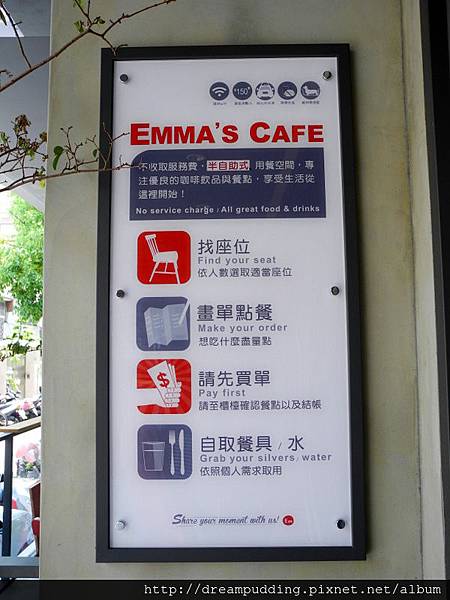 $150
EMMA'S CAFE
不收取服務費，半自助式 用餐空間，專
注優良的咖啡飲品與餐點，享受生活從
這裡開始！
No service charge / All great food & drinks
找座位
Find your seat
依人數選取適當座位
畫單點餐
Make your order
想吃什麼盡量點
請先買單
Pay first
請至櫃檯確認餐點以及結帳
自取餐具 / 水
Grab your silvers / water
依照個人需求取用
Share your moment with us!
http://dreampudding.pixnet.net/album